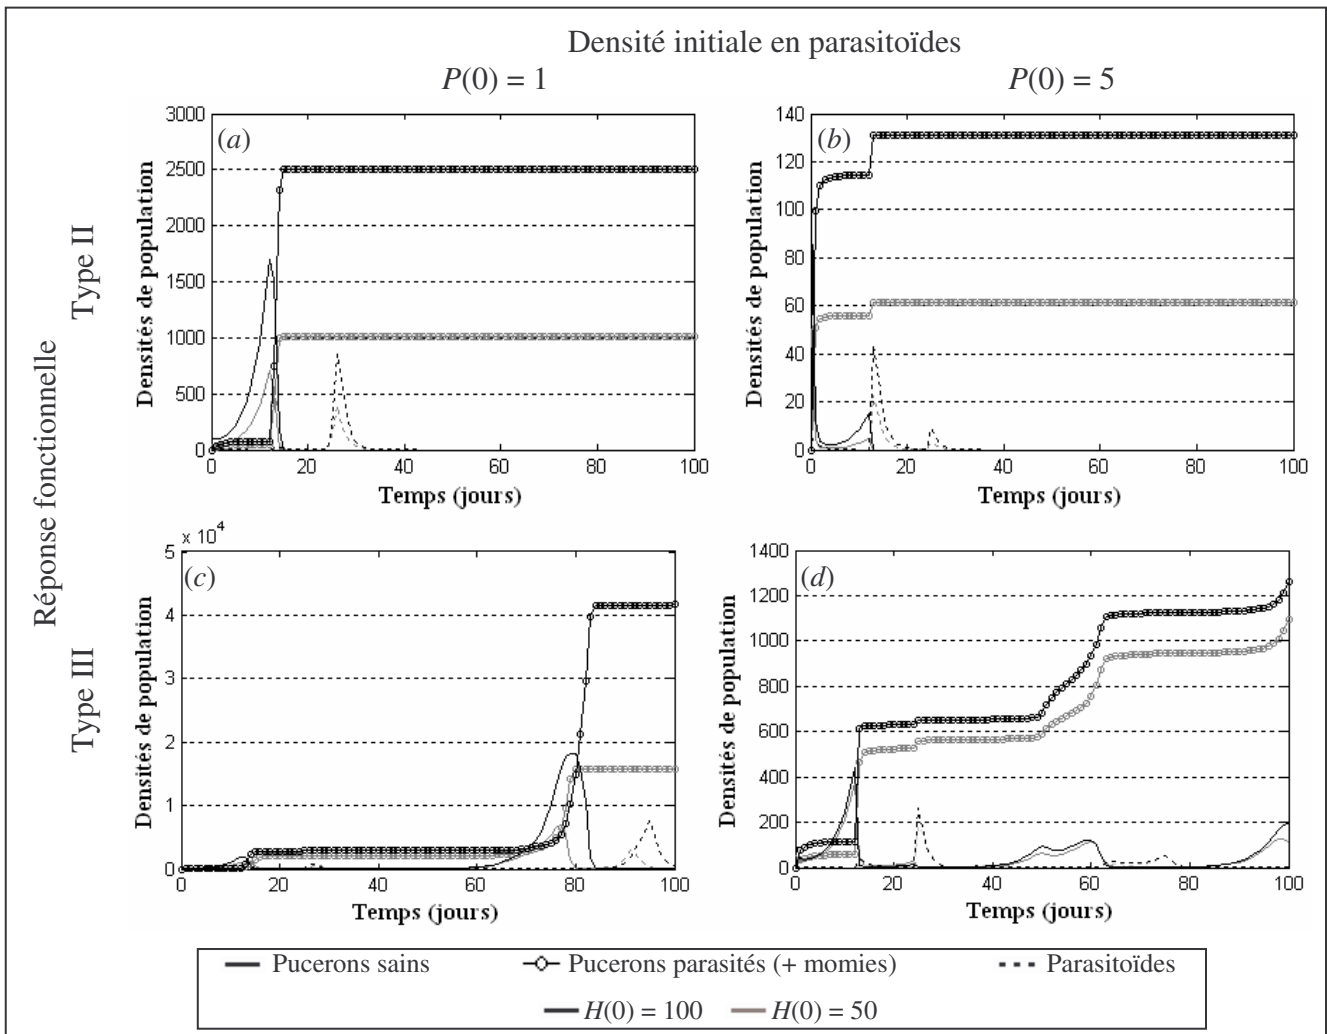 Densité initiale en parasitoïdes
P(0) = 1
P(0) = 5
Réponse fonctionnelle
Type II
Type III
(a)
Densités de population
3000
2500
2000
1500
1000
500
0
0 20 40 60 80 100
Temps (jours)
(b)
Densités de population
140
120
100
80
60
40
20
0
0 20 40 60 80 100
Temps (jours)
(c)
x 10^4
Densités de population
5
4
3
2
1
0
0 20 40 60 80 100
Temps (jours)
(d)
Densités de population
1400
1200
1000
800
600
400
200
0
0 20 40 60 80 100
Temps (jours)
Pucerons sains
Pucerons parasités (+ momies)
Parasitoïdes
H(0) = 100
H(0) = 50